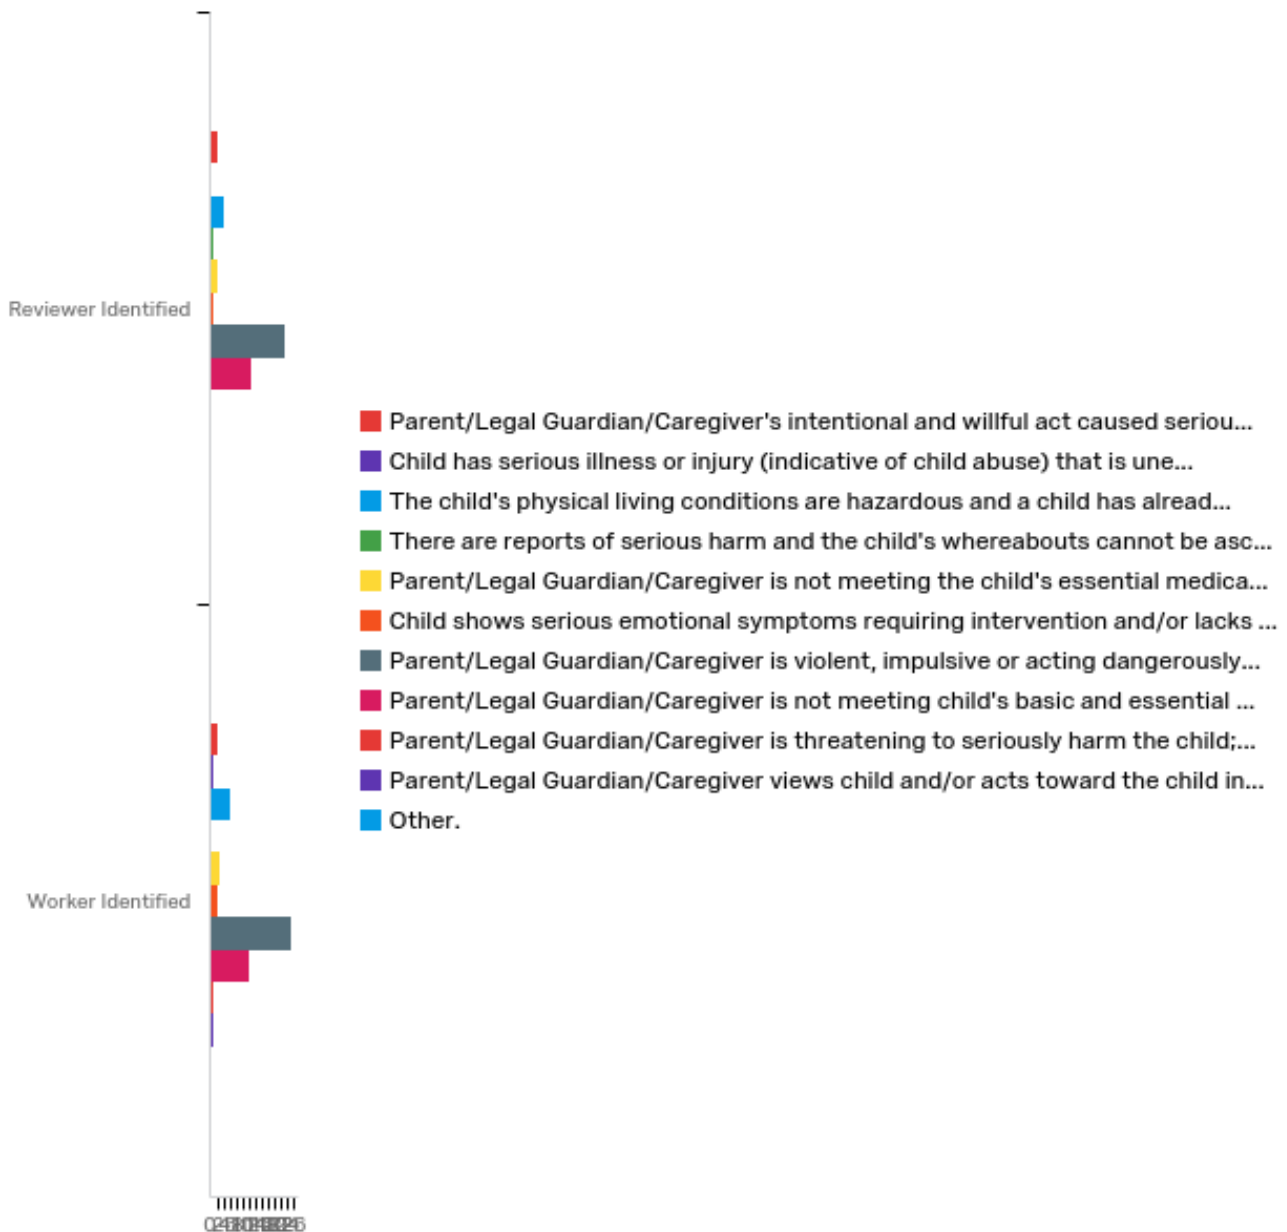 Reviewer Identified
Parent/Legal Guardian/Caregiver's intentional and willful act caused seriou...
Child has serious illness or injury (indicative of child abuse) that is une...
The child's physical living conditions are hazardous and a child has alread...
There are reports of serious harm and the child's whereabouts cannot be asc...
Parent/Legal Guardian/Caregiver is not meeting the child's essential medica...
Child shows serious emotional symptoms requiring intervention and/or lacks ...
Parent/Legal Guardian/Caregiver is violent, impulsive or acting dangerously...
Parent/Legal Guardian/Caregiver is not meeting child's basic and essential ...
Parent/Legal Guardian/Caregiver is threatening to seriously harm the child;...
Parent/Legal Guardian/Caregiver views child and/or acts toward the child in...
Other.
Worker Identified